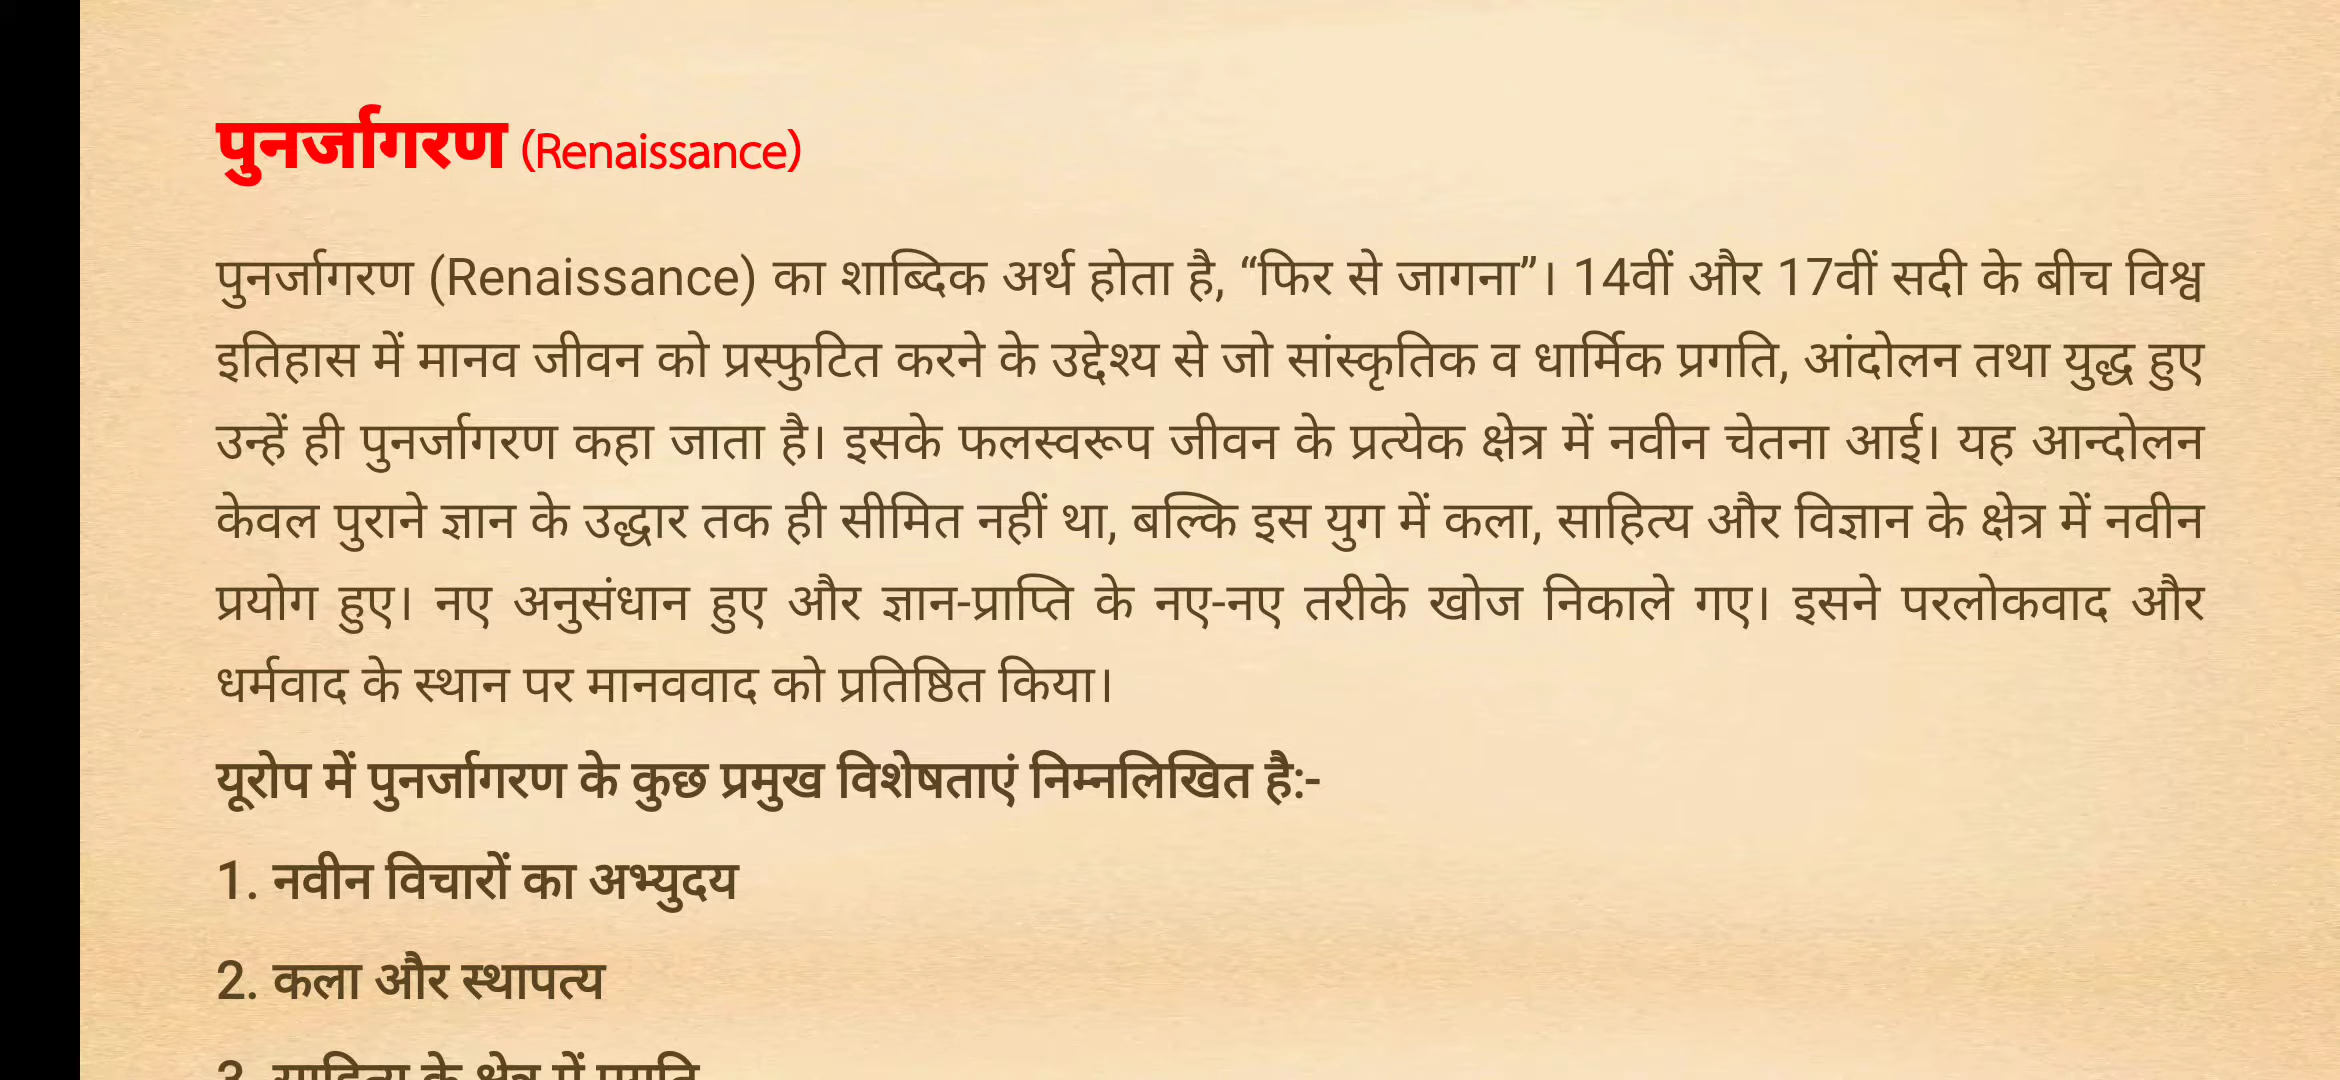 पुनर्जागरण (Renaissance)
पुनर्जागरण (Renaissance) का शाब्दिक अर्थ होता है, “फिर से जागना”। 14वीं और 17वीं सदी के बीच विश्व
इतिहास में मानव जीवन को प्रस्फुटित करने के उद्देश्य से जो सांस्कृतिक व धार्मिक प्रगति, आंदोलन तथा युद्ध हुए
उन्हें ही पुनर्जागरण कहा जाता है। इसके फलस्वरूप जीवन के प्रत्येक क्षेत्र में नवीन चेतना आई। यह आन्दोलन
केवल पुराने ज्ञान के उद्धार तक ही सीमित नहीं था, बल्कि इस युग में कला, साहित्य और विज्ञान के क्षेत्र में नवीन
प्रयोग हुए। नए अनुसंधान हुए और ज्ञान-प्राप्ति के नए-नए तरीके खोज निकाले गए। इसने परलोकवाद और
धर्मवाद के स्थान पर मानववाद को प्रतिष्ठित किया।
यूरोप में पुनर्जागरण के कुछ प्रमुख विशेषताएं निम्नलिखित है:-
1. नवीन विचारों का अभ्युदय
2. कला और स्थापत्य
3. साहित्य के क्षेत्र में प्रगति